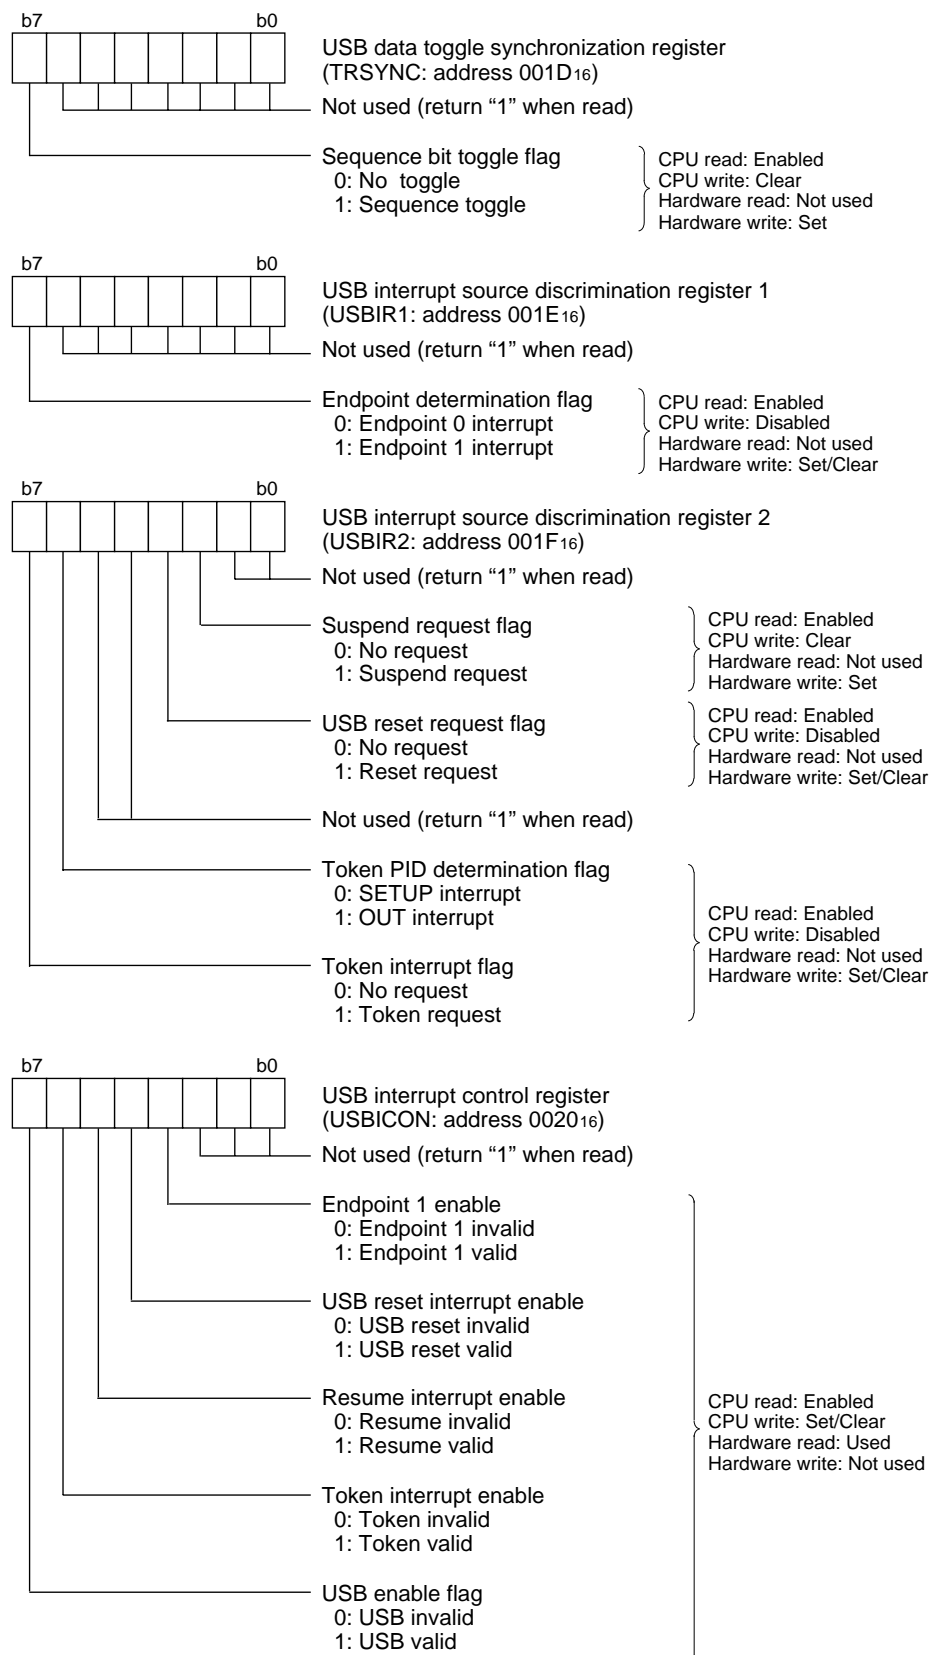 b7 b0
USB data toggle synchronization register
(TRSYNC: address 001D16)
Not used (return “1” when read)
Sequence bit toggle flag
0: No toggle
1: Sequence toggle
CPU read: Enabled
CPU write: Clear
Hardware read: Not used
Hardware write: Set
b7 b0
USB interrupt source discrimination register 1
(USBIR1: address 001E16)
Not used (return “1” when read)
Endpoint determination flag
0: Endpoint 0 interrupt
1: Endpoint 1 interrupt
CPU read: Enabled
CPU write: Disabled
Hardware read: Not used
Hardware write: Set/Clear
b7 b0
USB interrupt source discrimination register 2
(USBIR2: address 001F16)
Not used (return “1” when read)
Suspend request flag
0: No request
1: Suspend request
CPU read: Enabled
CPU write: Clear
Hardware read: Not used
Hardware write: Set
USB reset request flag
0: No request
1: Reset request
CPU read: Enabled
CPU write: Disabled
Hardware read: Not used
Hardware write: Set/Clear
Not used (return “1” when read)
Token PID determination flag
0: SETUP interrupt
1: OUT interrupt
Token interrupt flag
0: No request
1: Token request
CPU read: Enabled
CPU write: Disabled
Hardware read: Not used
Hardware write: Set/Clear
b7 b0
USB interrupt control register
(USBICON: address 002016)
Not used (return “1” when read)
Endpoint 1 enable
0: Endpoint 1 invalid
1: Endpoint 1 valid
USB reset interrupt enable
0: USB reset invalid
1: USB reset valid
Resume interrupt enable
0: Resume invalid
1: Resume valid
Token interrupt enable
0: Token invalid
1: Token valid
USB enable flag
0: USB invalid
1: USB valid
CPU read: Enabled
CPU write: Set/Clear
Hardware read: Used
Hardware write: Not used